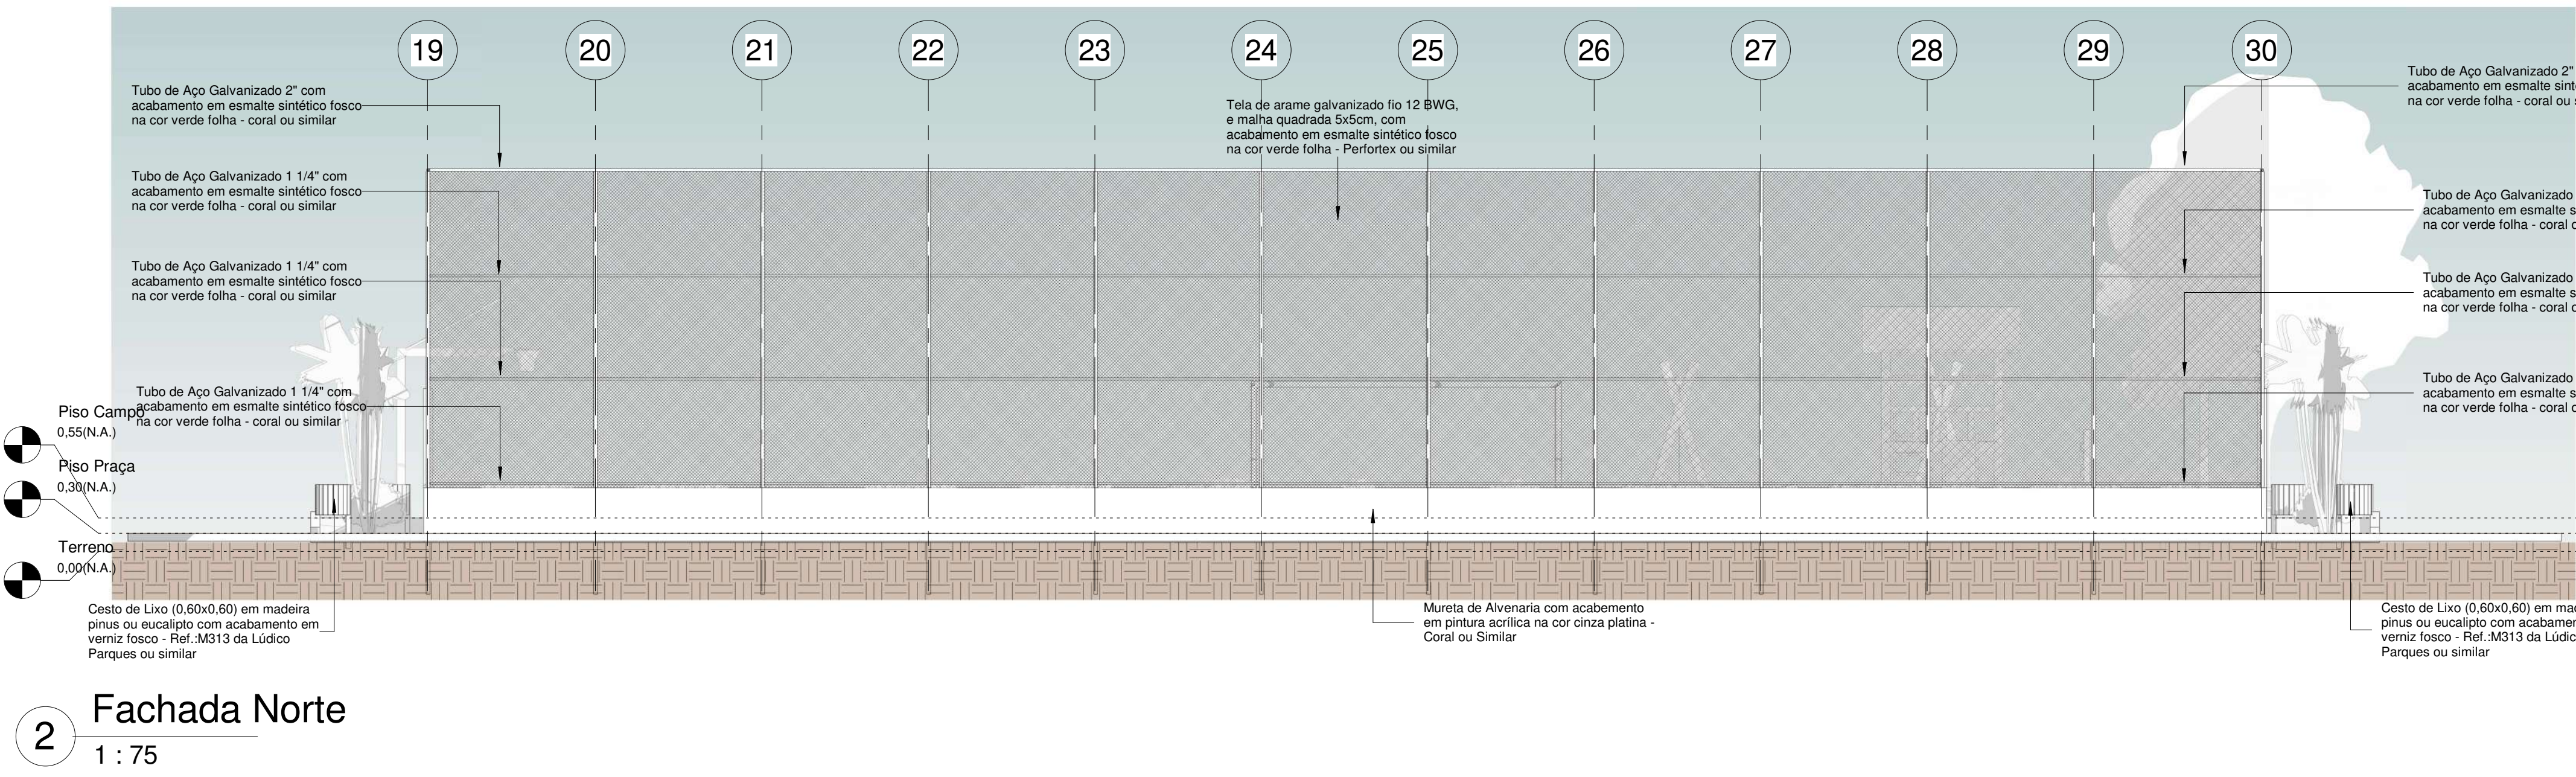 19 20 21 22 23 24 25 26 27 28 29 30
Tubo de Aço Galvanizado 2" com
acabamento em esmalte sintético fosco
na cor verde folha - coral ou similar
Tubo de Aço Galvanizado 1 1/4" com
acabamento em esmalte sintético fosco
na cor verde folha - coral ou similar
Tubo de Aço Galvanizado 1 1/4" com
acabamento em esmalte sintético fosco
na cor verde folha - coral ou similar
Tubo de Aço Galvanizado 1 1/4" com
acabamento em esmalte sintético fosco
na cor verde folha - coral ou similar
Tela de arame galvanizado fio 12 BWG,
e malha quadrada 5x5cm, com
acabamento em esmalte sintético fosco
na cor verde folha - Perfortex ou similar
Tubo de Aço Galvanizado 2"
acabamento em esmalte sint
na cor verde folha - coral ou
Tubo de Aço Galvanizado
acabamento em esmalte s
na cor verde folha - coral
Tubo de Aço Galvanizado
acabamento em esmalte s
na cor verde folha - coral
Tubo de Aço Galvanizado
acabamento em esmalte s
na cor verde folha - coral
Piso Campo
0,55(N.A.)
Piso Praça
0,30(N.A.)
Terreno
0,00(N.A.)
Cesto de Lixo (0,60x0,60) em madeira
pinus ou eucalipto com acabamento em
verniz fosco - Ref.:M313 da Lúdico
Parques ou similar
Mureta de Alvenaria com acabemento
em pintura acrílica na cor cinza platina -
Coral ou Similar
Cesto de Lixo (0,60x0,60) em mad
pinus ou eucalipto com acabamen
verniz fosco - Ref.:M313 da Lúdic
Parques ou similar
2 Fachada Norte
1 : 75